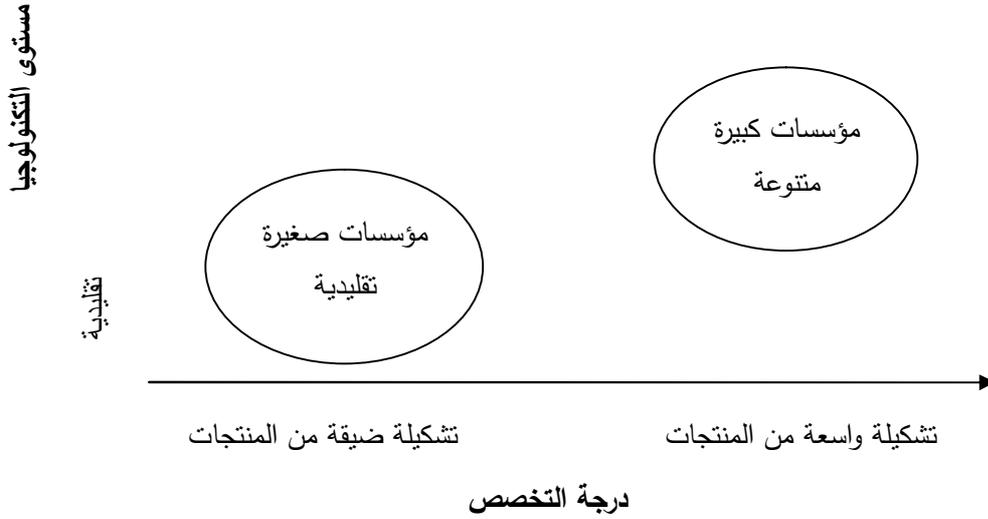 مستوى التكنولوجيا
مؤسسات كبيرة
متنوعة
مؤسسات صغيرة
تقليدية
تقليدية
تشكيلة ضيقة من المنتجات
تشكيلة واسعة من المنتجات
درجة التخصص